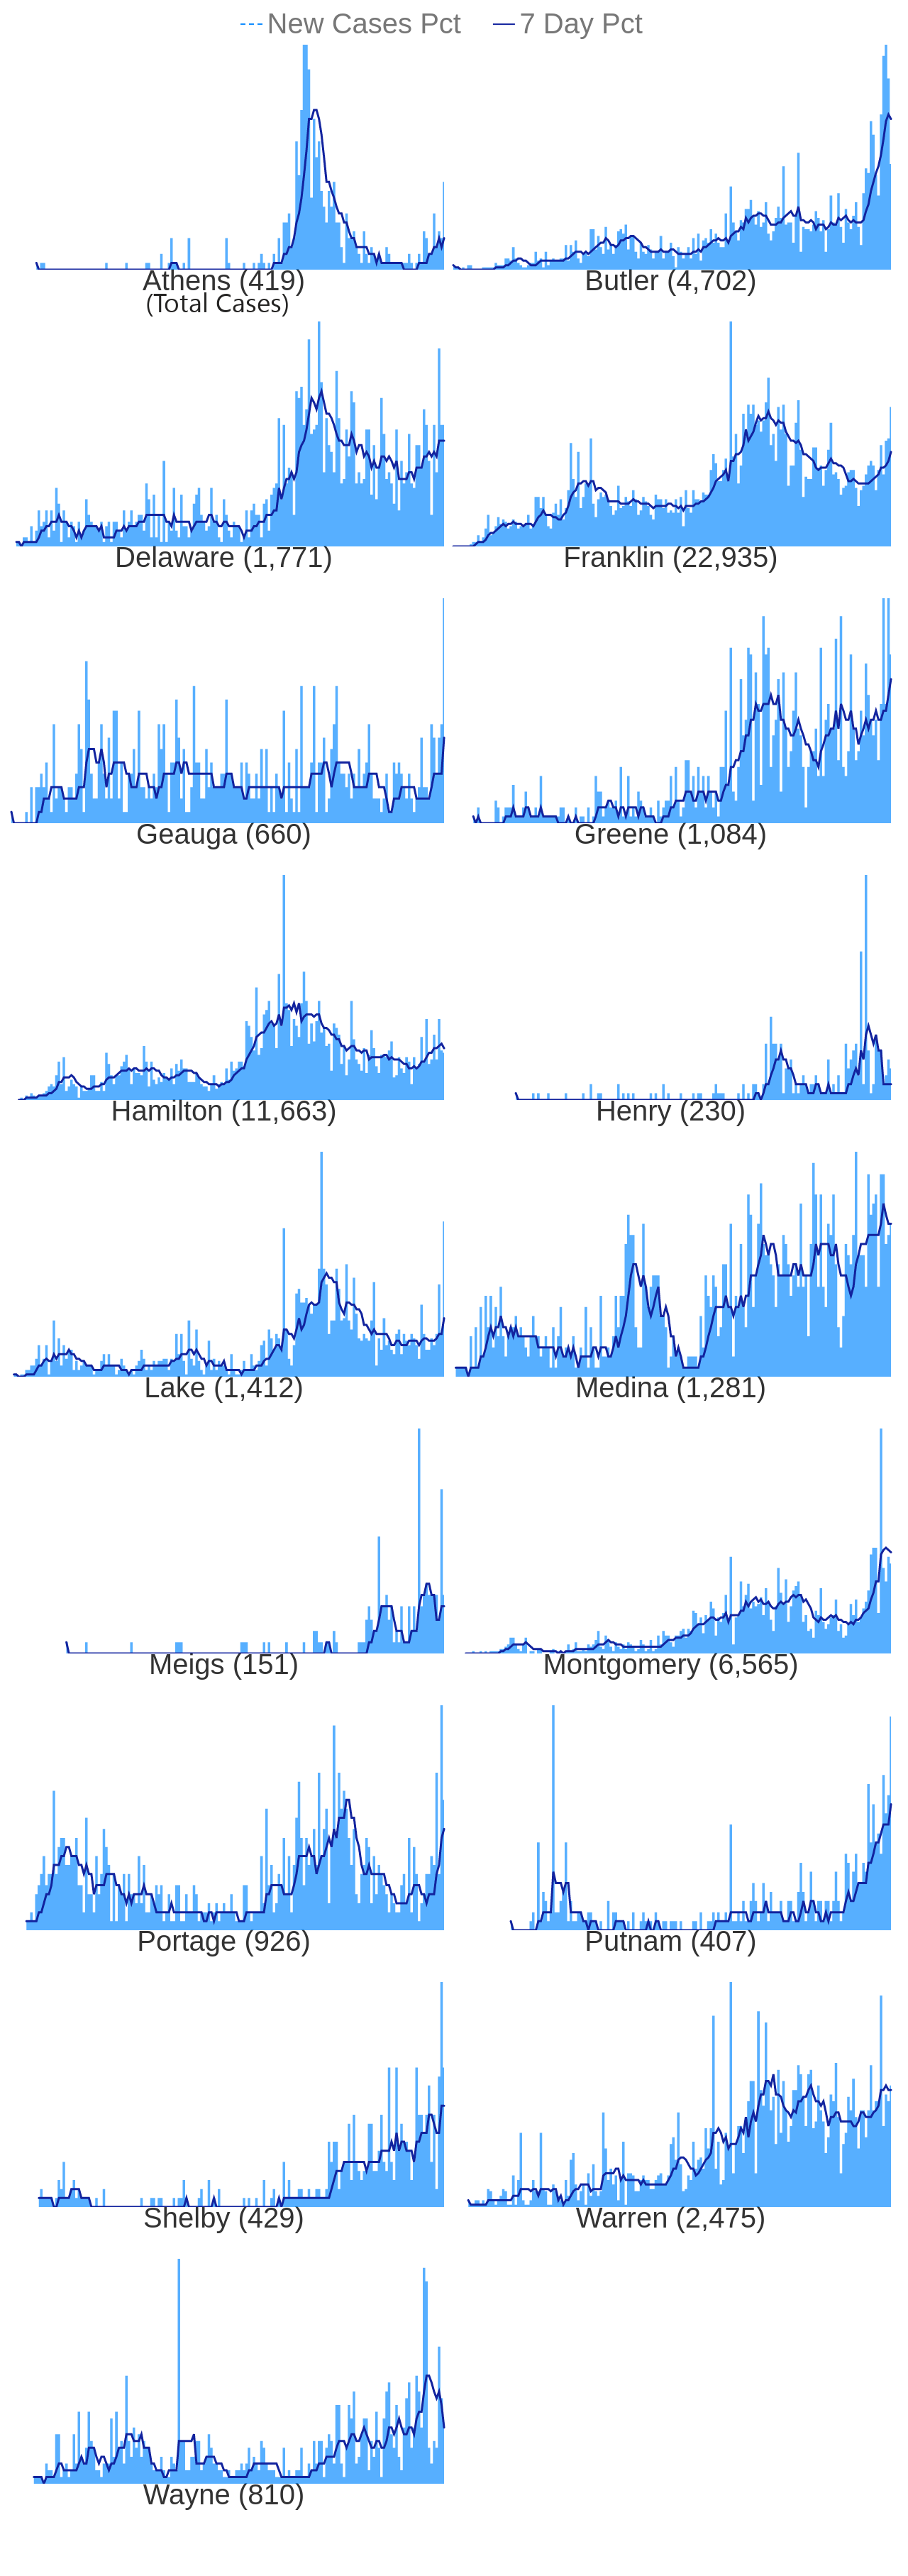 New Cases Pct 7 Day Pct
Athens (419) Butler (4,702)
(Total Cases)
Delaware (1,771) Franklin (22,935)
Geauga (660) Greene (1,084)
Hamilton (11,663) Henry (230)
Lake (1,412) Medina (1,281)
Meigs (151) Montgomery (6,565)
Portage (926) Putnam (407)
Shelby (429) Warren (2,475)
Wayne (810)